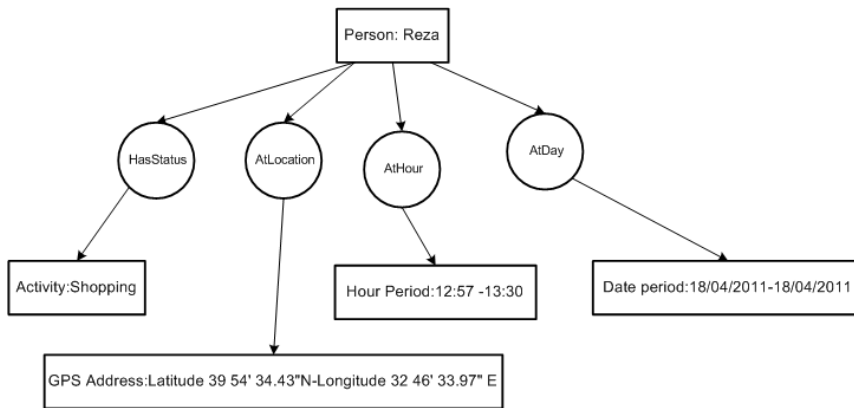 Person: Reza
HasStatus
AtLocation
AtHour
AtDay
Activity:Shopping
Hour Period:12:57 -13:30
Date period:18/04/2011-18/04/2011
GPS Address:Latitude 39 54' 34.43"N-Longitude 32 46' 33.97" E